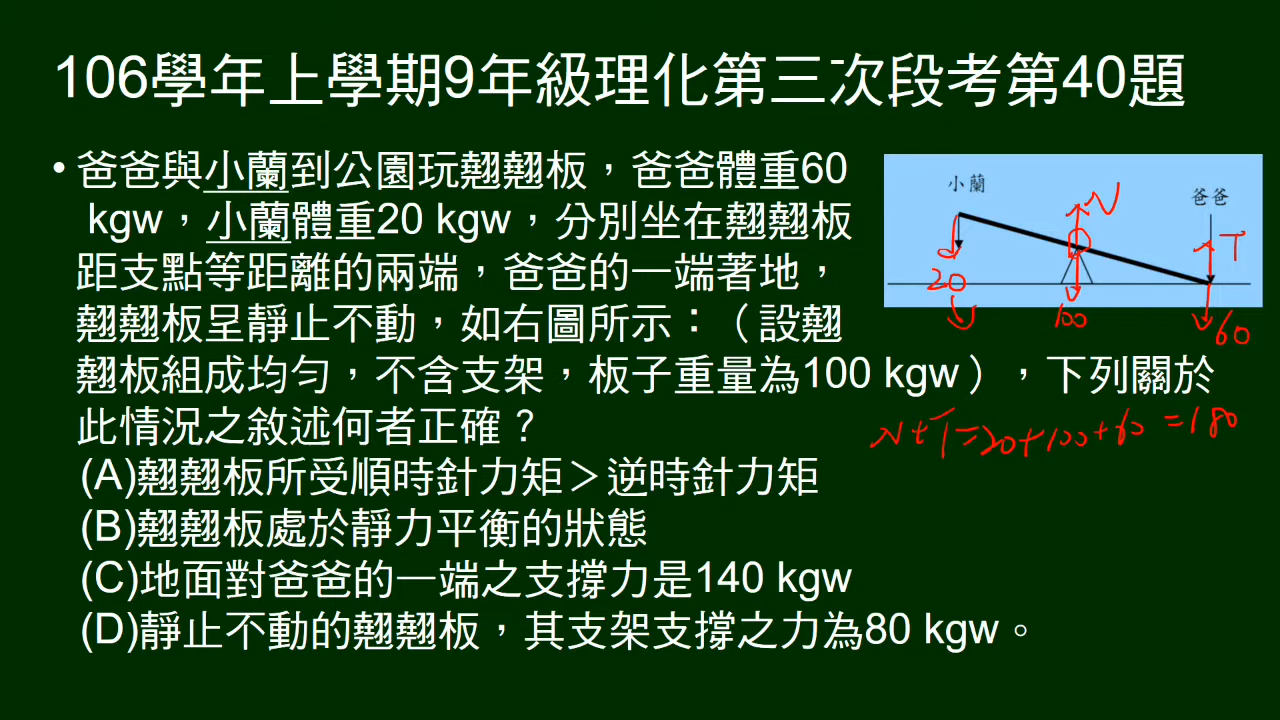 106學年上學期9年級理化第三次段考第40題
• 爸爸與小蘭到公園玩翹翹板，爸爸體重60
kgw，小蘭體重20 kgw，分別坐在翹翹板
距支點等距離的兩端，爸爸的一端著地，
翹翹板呈靜止不動，如右圖所示：（設翹
翹板組成均勻，不含支架，板子重量為100 kgw），下列關於
此情況之敘述何者正確？
(A)翹翹板所受順時針力矩＞逆時針力矩
(B)翹翹板處於靜力平衡的狀態
(C)地面對爸爸的一端之支撐力是140 kgw
(D)靜止不動的翹翹板，其支架支撐之力為80 kgw。
小蘭
爸爸
N
T
20
100
60
N+T=20+100+60=180